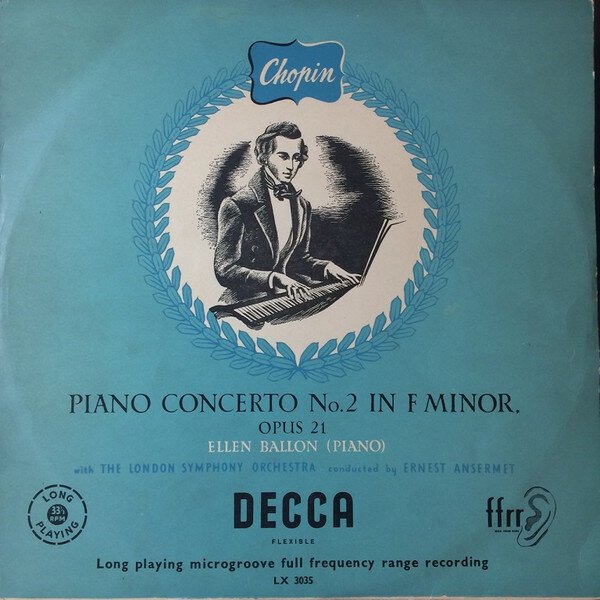 Chopin
PIANO CONCERTO No.2 IN F MINOR,
OPUS 21
ELLEN BALLON (PIANO)
with THE LONDON SYMPHONY ORCHESTRA conducted by ERNEST ANSERMET
LONG
33⅓
RPM
PLAYING
DECCA
FLEXIBLE
ffrr
Long playing microgroove full frequency range recording
LX 3035